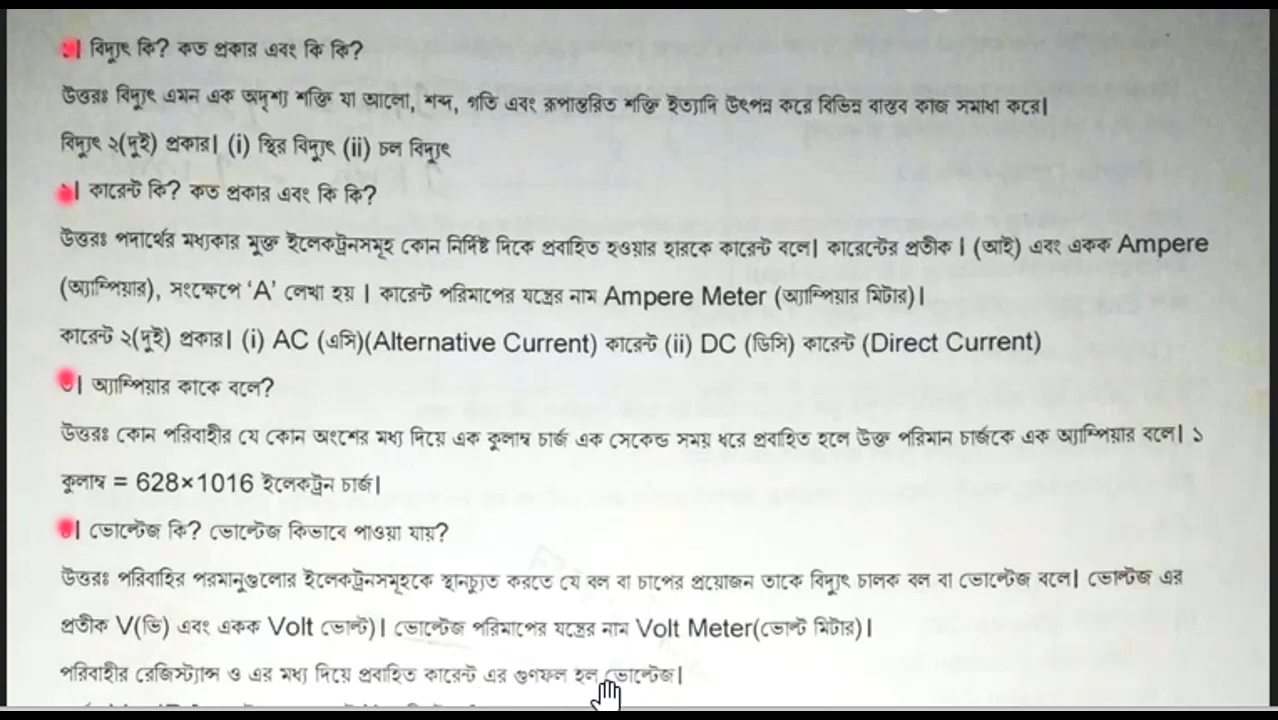 ১। বিদ্যুৎ কি? কত প্রকার এবং কি কি?
উত্তরঃ বিদ্যুৎ এমন এক অদৃশ্য শক্তি যা আলো, শব্দ, গতি এবং রূপান্তরিত শক্তি ইত্যাদি উৎপন্ন করে বিভিন্ন বাস্তব কাজ সমাধা করে।
বিদ্যুৎ ২(দুই) প্রকার। (i) স্থির বিদ্যুৎ (ii) চল বিদ্যুৎ
২। কারেন্ট কি? কত প্রকার এবং কি কি?
উত্তরঃ পদার্থের মধ্যকার মুক্ত ইলেকট্রনসমূহ কোন নির্দিষ্ট দিকে প্রবাহিত হওয়ার হারকে কারেন্ট বলে। কারেন্টের প্রতীক I (আই) এবং একক Ampere
(অ্যাম্পিয়ার), সংক্ষেপে ‘A’ লেখা হয় । কারেন্ট পরিমাপের যন্ত্রের নাম Ampere Meter (অ্যাম্পিয়ার মিটার)।
কারেন্ট ২(দুই) প্রকার। (i) AC (এসি)(Alternative Current) কারেন্ট (ii) DC (ডিসি) কারেন্ট (Direct Current)
৩। অ্যাম্পিয়ার কাকে বলে?
উত্তরঃ কোন পরিবাহীর যে কোন অংশের মধ্য দিয়ে এক কুলাম্ব চার্জ এক সেকেন্ড সময় ধরে প্রবাহিত হলে উক্ত পরিমান চার্জকে এক অ্যাম্পিয়ার বলে। ১
কুলাম্ব = 628×1016 ইলেকট্রন চার্জ।
৪। ভোল্টেজ কি? ভোল্টেজ কিভাবে পাওয়া যায়?
উত্তরঃ পরিবাহির পরমানুগুলোর ইলেকট্রনসমূহকে স্থানচ্যুত করতে যে বল বা চাপের প্রয়োজন তাকে বিদ্যুৎ চালক বল বা ভোল্টেজ বলে। ভোল্টজ এর
প্রতীক V(ভি) এবং একক Volt ভোল্ট)। ভোল্টেজ পরিমাপের যন্ত্রের নাম Volt Meter(ভোল্ট মিটার)।
পরিবাহীর রেজিস্ট্যান্স ও এর মধ্য দিয়ে প্রবাহিত কারেন্ট এর গুণফল হল ভোল্টেজ।